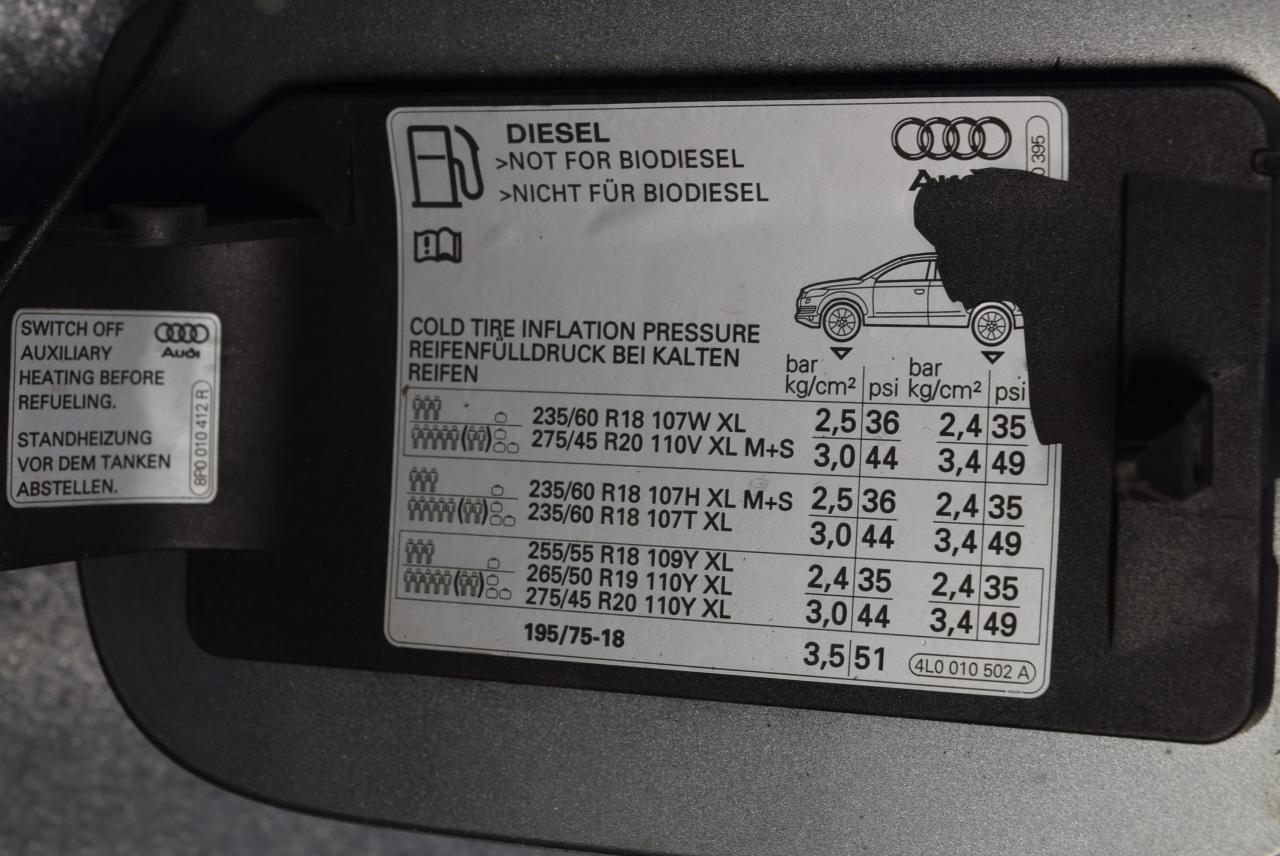 SWITCH OFF
AUXILIARY
HEATING BEFORE
REFUELING.
STANDHEIZUNG
VOR DEM TANKEN
ABSTELLEN.
Audi
8P0 010 412 R
DIESEL
>NOT FOR BIODIESEL
>NICHT FÜR BIODIESEL
395
COLD TIRE INFLATION PRESSURE
REIFENFÜLLDRUCK BEI KALTEN
REIFEN
bar kg/cm² psi bar kg/cm² psi
235/60 R18 107W XL 2,5 36 2,4 35
275/45 R20 110V XL M+S 3,0 44 3,4 49
235/60 R18 107H XL M+S 2,5 36 2,4 35
235/60 R18 107T XL 3,0 44 3,4 49
255/55 R18 109Y XL
265/50 R19 110Y XL 2,4 35 2,4 35
275/45 R20 110Y XL 3,0 44 3,4 49
195/75-18 3,5 51
4L0 010 502 A